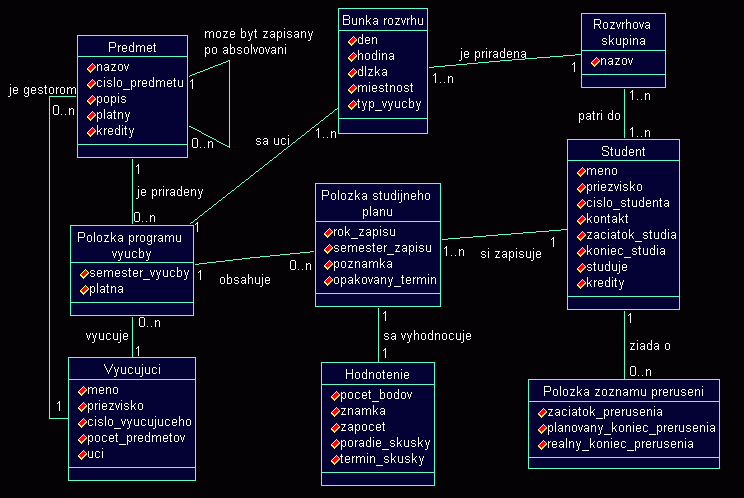 Predmet
nazov
cislo_predmetu
popis
platny
kredity
moze byt zapisany
po absolvovani
1
0..n
je gestorom
0..n
1
Bunka rozvrhu
den
hodina
dlzka
miestnost
typ_vyucby
je priradena
1..n
1
Rozvrhova
skupina
nazov
1..n
patri do
1..n
Student
meno
priezvisko
cislo_studenta
kontakt
zaciatok_studia
koniec_studia
studuje
kredity
sa uci
1..n
1
1
je priradeny
0..n
Polozka programu
vyucby
semester_vyucby
platna
1
obsahuje
0..n
Polozka studijneho
planu
rok_zapisu
semester_zapisu
poznamka
opakovany_termin
1..n
si zapisuje
1
0..n
vyucuje
1
Vyucujuci
meno
priezvisko
cislo_vyucujuceho
pocet_predmetov
uci
1
sa vyhodnocuje
1
Hodnotenie
pocet_bodov
znamka
zapocet
poradie_skusky
termin_skusky
1
ziada o
0..n
Polozka zoznamu preruseni
zaciatok_prerusenia
planovany_koniec_prerusenia
realny_koniec_prerusenia